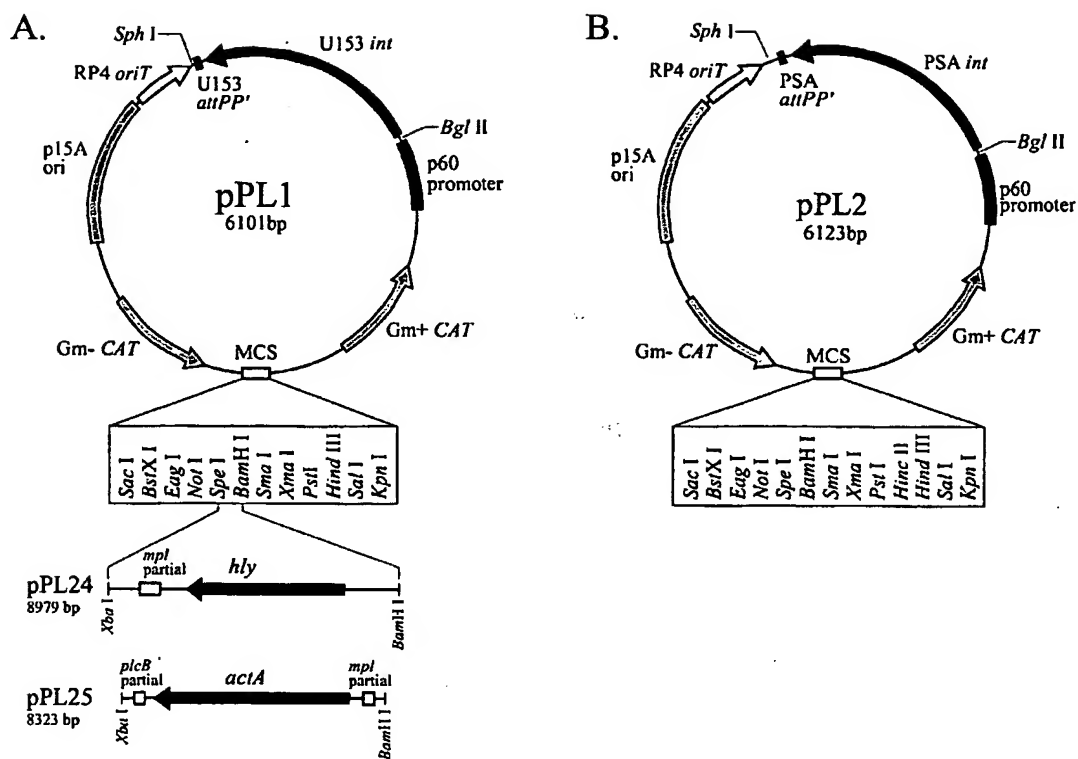 A.
Sph I
U153 int
RP4 oriT
U153
attPP'
Bgl II
p15A
ori
p60
promoter
pPL1
6101bp
Gm- CAT
Gm+ CAT
MCS
Sac I
BstX I
Eag I
Not I
Spe I
BamH I
Sma I
Xma I
Pst I
Hind III
Sal I
Kpn I
mpl
partial
hly
pPL24
8979 bp
Xba I
BamH I
plcB
partial
actA
mpl
partial
pPL25
8323 bp
Xba I
BamH I
B.
Sph I
PSA int
RP4 oriT
PSA
attPP'
Bgl II
p15A
ori
p60
promoter
pPL2
6123bp
Gm- CAT
Gm+ CAT
MCS
Sac I
BstX I
Eag I
Not I
Spe I
BamH I
Sma I
Xma I
Pst I
Hinc II
Hind III
Sal I
Kpn I